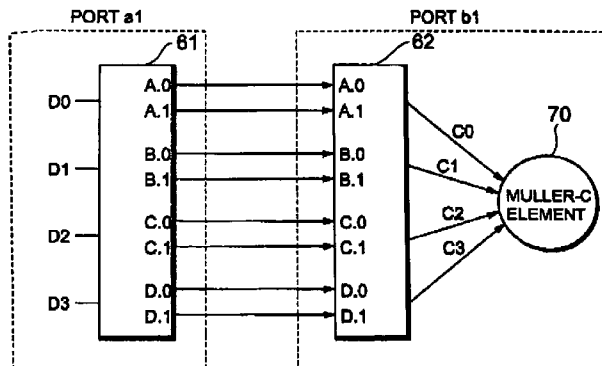 PORT a1
PORT b1
61
62
70
D0
D1
D2
D3
A.0
A.1
B.0
B.1
C.0
C.1
D.0
D.1
A.0
A.1
B.0
B.1
C.0
C.1
D.0
D.1
C0
C1
C2
C3
MULLER-C
ELEMENT